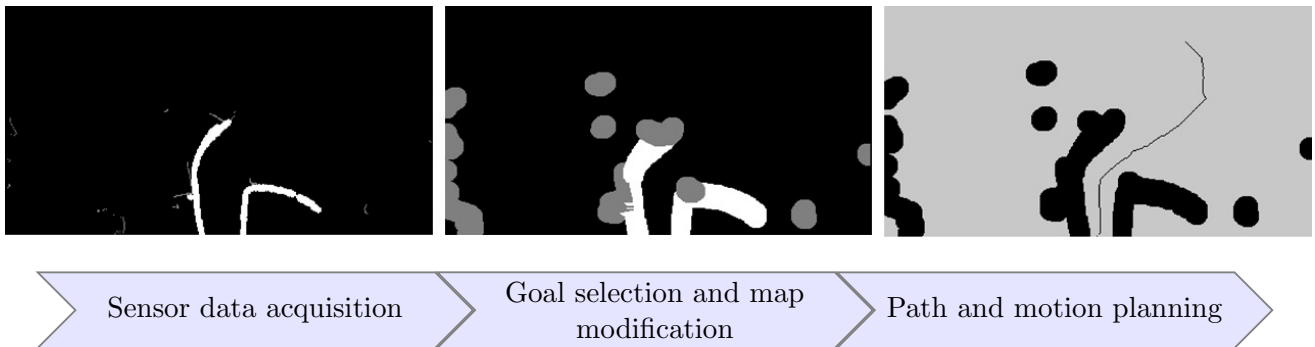 Sensor data acquisition
Goal selection and map
modification
Path and motion planning